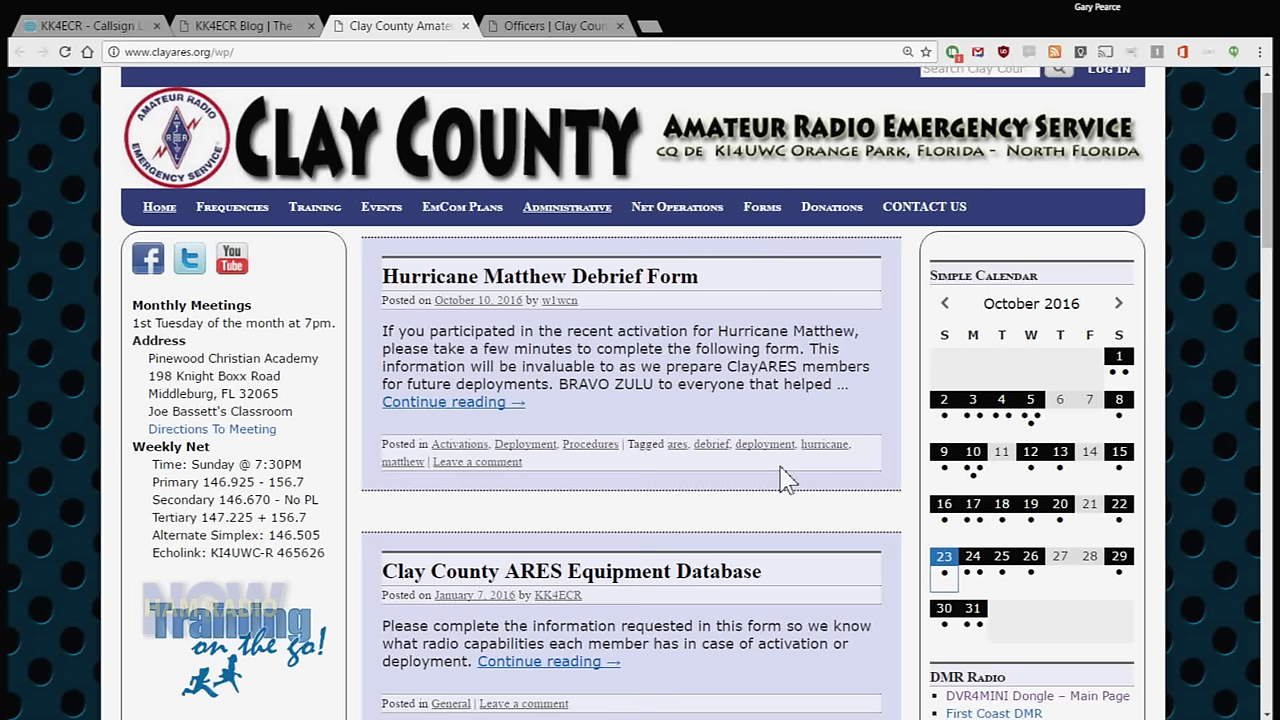 Gary Pearce
KK4ECR - Callsign L
KK4ECR Blog | The
Clay County Amate
Officers | Clay Coun
www.clayares.org/wp/
1
Search Clay Cour
LOG IN
AMATEUR RADIO
EMERGENCY SERVICE
CLAY COUNTY
AMATEUR RADIO EMERGENCY SERVICE
CQ DE KI4UWC ORANGE PARK, FLORIDA - NORTH FLORIDA
HOME FREQUENCIES TRAINING EVENTS EMCOM PLANS ADMINISTRATIVE NET OPERATIONS FORMS DONATIONS CONTACT US
You
Tube
Monthly Meetings
1st Tuesday of the month at 7pm.
Address
Pinewood Christian Academy
198 Knight Boxx Road
Middleburg, FL 32065
Joe Bassett's Classroom
Directions To Meeting
Weekly Net
Time: Sunday @ 7:30PM
Primary 146.925 - 156.7
Secondary 146.670 - No PL
Tertiary 147.225 + 156.7
Alternate Simplex: 146.505
Echolink: KI4UWC-R 465626
NOW
HAM RADIO
Training
on the go!
Hurricane Matthew Debrief Form
Posted on October 10, 2016 by w1wcn
If you participated in the recent activation for Hurricane Matthew,
please take a few minutes to complete the following form. This
information will be invaluable to as we prepare ClayARES members
for future deployments. BRAVO ZULU to everyone that helped …
Continue reading →
Posted in Activations, Deployment, Procedures | Tagged ares, debrief, deployment, hurricane,
matthew | Leave a comment
Clay County ARES Equipment Database
Posted on January 7, 2016 by KK4ECR
Please complete the information requested in this form so we know
what radio capabilities each member has in case of activation or
deployment. Continue reading →
Posted in General | Leave a comment
SIMPLE CALENDAR
October 2016
S M T W T F S
1
2 3 4 5 6 7 8
9 10 11 12 13 14 15
16 17 18 19 20 21 22
23 24 25 26 27 28 29
30 31
DMR RADIO
DVR4MINI Dongle – Main Page
First Coast DMR